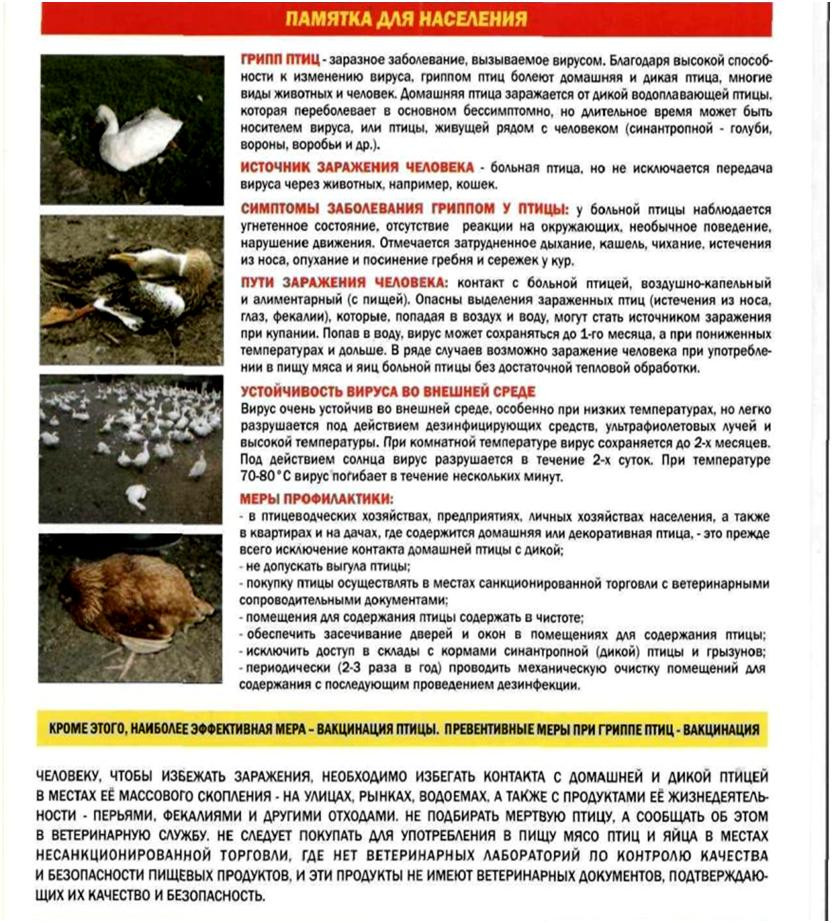 ПАМЯТКА ДЛЯ НАСЕЛЕНИЯ
ГРИПП ПТИЦ - заразное заболевание, вызываемое вирусом. Благодаря высокой способ-
ности к изменению вируса, гриппом птиц болеют домашняя и дикая птица, многие
виды животных и человек. Домашняя птица заражается от дикой водоплавающей птицы,
которая переболевает в основном бессимптомно, но длительное время может быть
носителем вируса, или птицы, живущей рядом с человеком (синантропной - голуби,
вороны, воробьи и др.).
ИСТОЧНИК ЗАРАЖЕНИЯ ЧЕЛОВЕКА - больная птица, но не исключается передача
вируса через животных, например, кошек.
СИМПТОМЫ ЗАБОЛЕВАНИЯ ГРИППОМ У ПТИЦЫ: у больной птицы наблюдается
угнетенное состояние, отсутствие реакции на окружающих, необычное поведение,
нарушение движения. Отмечается затрудненное дыхание, кашель, чихание, истечения
из носа, опухание и посинение гребня и сережек у кур.
ПУТИ ЗАРАЖЕНИЯ ЧЕЛОВЕКА: контакт с больной птицей, воздушно-капельный
и алиментарный (с пищей). Опасны выделения зараженных птиц (истечения из носа,
глаз, фекалии), которые, попадая в воздух и воду, могут стать источником заражения
при купании. Попав в воду, вирус может сохраняться до 1-го месяца, а при пониженных
температурах и дольше. В ряде случаев возможно заражение человека при употребле-
нии в пищу мяса и яиц больной птицы без достаточной тепловой обработки.
УСТОЙЧИВОСТЬ ВИРУСА ВО ВНЕШНЕЙ СРЕДЕ
Вирус очень устойчив во внешней среде, особенно при низких температурах, но легко
разрушается под действием дезинфицирующих средств, ультрафиолетовых лучей и
высокой температуры. При комнатной температуре вирус сохраняется до 2-х месяцев.
Под действием солнца вирус разрушается в течение 2-х суток. При температуре
70-80°С вирус погибает в течение нескольких минут.
МЕРЫ ПРОФИЛАКТИКИ:
- в птицеводческих хозяйствах, предприятиях, личных хозяйствах населения, а также
в квартирах и на дачах, где содержится домашняя или декоративная птица, - это прежде
всего исключение контакта домашней птицы с дикой;
- не допускать выгула птицы;
- покупку птицы осуществлять в местах санкционированной торговли с ветеринарными
сопроводительными документами;
- помещения для содержания птицы содержать в чистоте;
- обеспечить засечивание дверей и окон в помещениях для содержания птицы;
- исключить доступ в склады с кормами синантропной (дикой) птицы и грызунов;
- периодически (2-3 раза в год) проводить механическую очистку помещений для
содержания с последующим проведением дезинфекции.
КРОМЕ ЭТОГО, НАИБОЛЕЕ ЭФФЕКТИВНАЯ МЕРА – ВАКЦИНАЦИЯ ПТИЦЫ. ПРЕВЕНТИВНЫЕ МЕРЫ ПРИ ГРИППЕ ПТИЦ - ВАКЦИНАЦИЯ
ЧЕЛОВЕКУ, ЧТОБЫ ИЗБЕЖАТЬ ЗАРАЖЕНИЯ, НЕОБХОДИМО ИЗБЕГАТЬ КОНТАКТА С ДОМАШНЕЙ И ДИКОЙ ПТИЦЕЙ
В МЕСТАХ ЕЁ МАССОВОГО СКОПЛЕНИЯ - НА УЛИЦАХ, РЫНКАХ, ВОДОЕМАХ, А ТАКЖЕ С ПРОДУКТАМИ ЕЁ ЖИЗНЕДЕЯТЕЛЬ-
НОСТИ - ПЕРЬЯМИ, ФЕКАЛИЯМИ И ДРУГИМИ ОТХОДАМИ. НЕ ПОДБИРАТЬ МЕРТВУЮ ПТИЦУ, А СООБЩАТЬ ОБ ЭТОМ
В ВЕТЕРИНАРНУЮ СЛУЖБУ. НЕ СЛЕДУЕТ ПОКУПАТЬ ДЛЯ УПОТРЕБЛЕНИЯ В ПИЩУ МЯСО ПТИЦ И ЯЙЦА В МЕСТАХ
НЕСАНКЦИОНИРОВАННОЙ ТОРГОВЛИ, ГДЕ НЕТ ВЕТЕРИНАРНЫХ ЛАБОРАТОРИЙ ПО КОНТРОЛЮ КАЧЕСТВА
И БЕЗОПАСНОСТИ ПИЩЕВЫХ ПРОДУКТОВ, И ЭТИ ПРОДУКТЫ НЕ ИМЕЮТ ВЕТЕРИНАРНЫХ ДОКУМЕНТОВ, ПОДТВЕРЖДАЮ-
ЩИХ ИХ КАЧЕСТВО И БЕЗОПАСНОСТЬ.